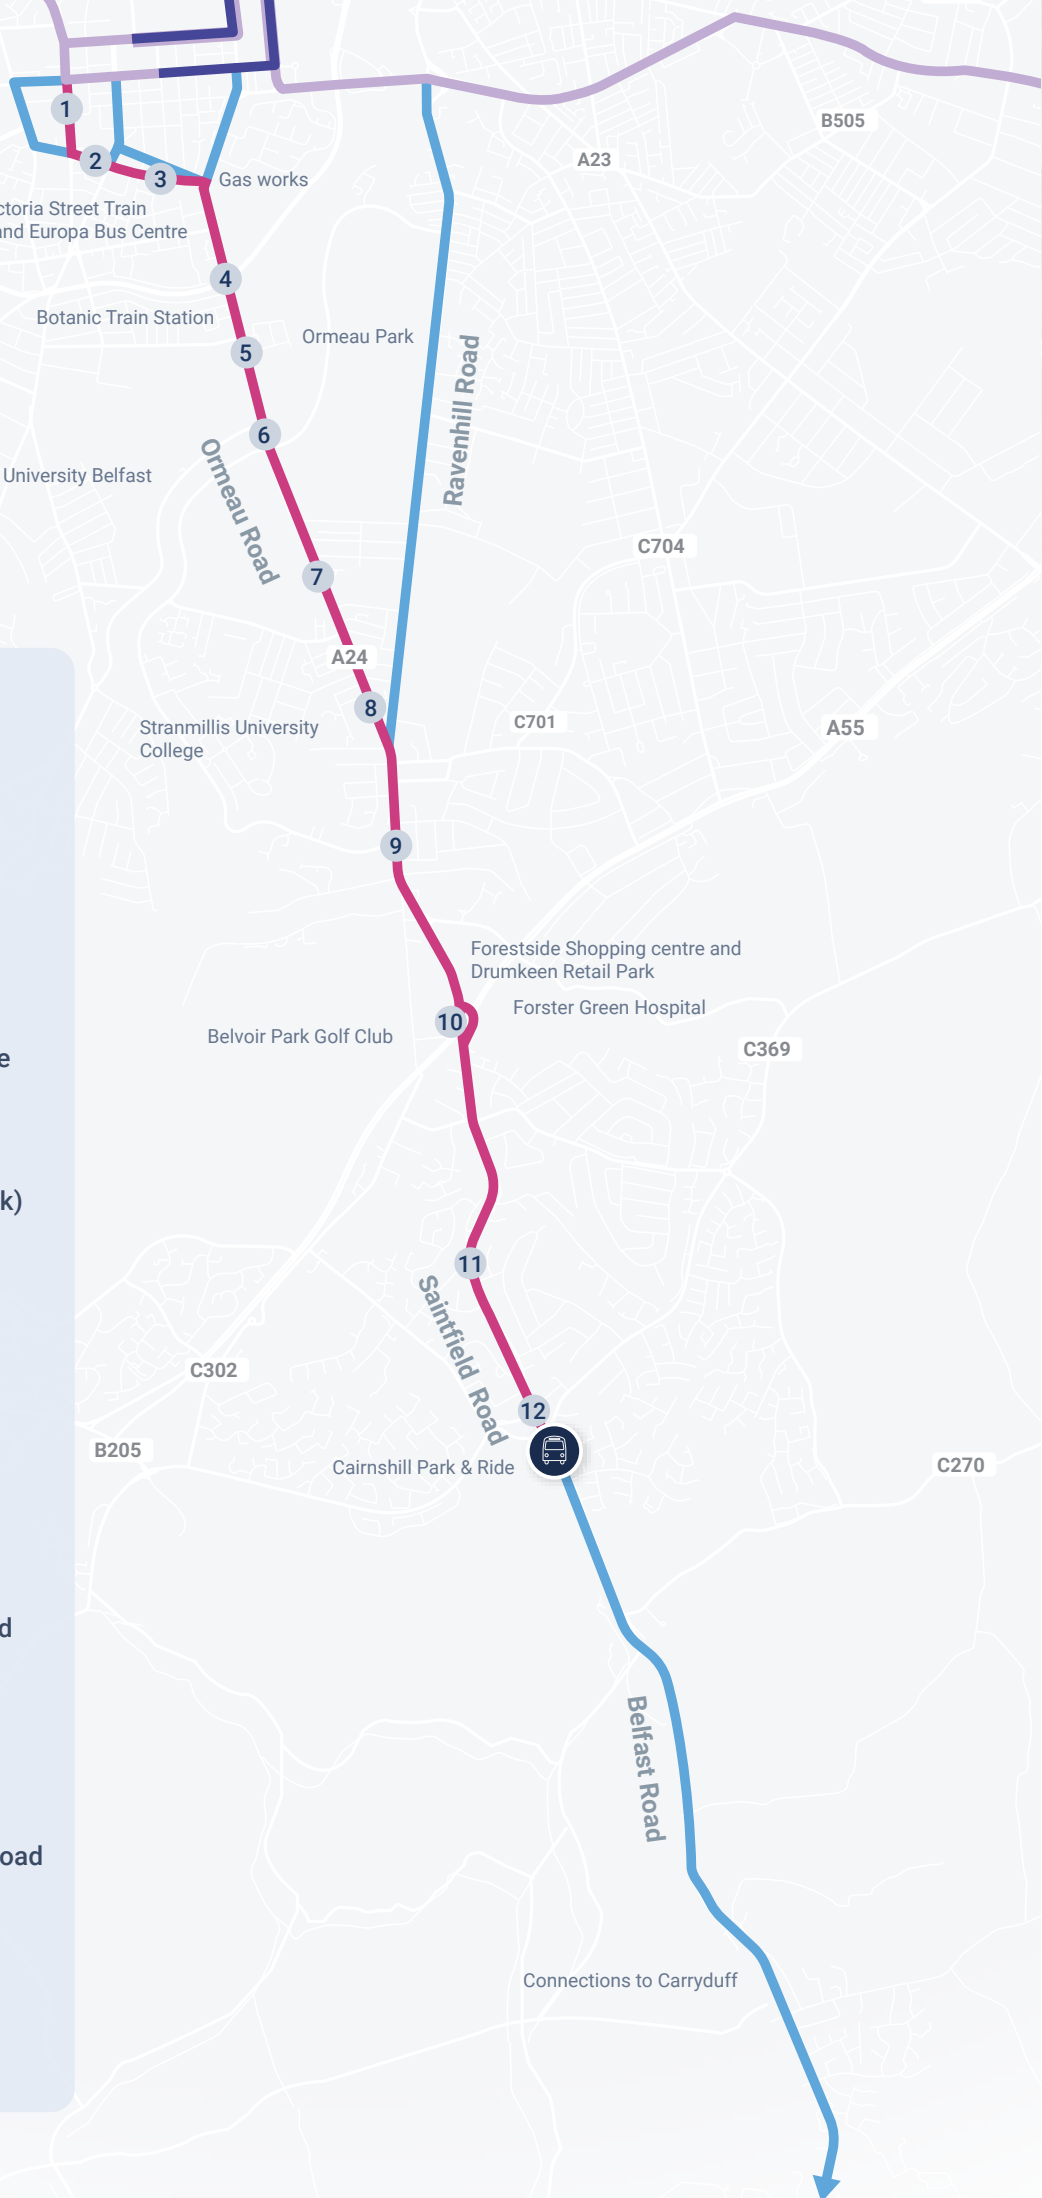 B505
1
A23
2
3
Gas works
ctoria Street Train
and Europa Bus Centre
4
Botanic Train Station
Ormeau Park
5
Ravenhill Road
6
University Belfast
Ormeau Road
C704
7
A24
8
C701
A55
Stranmillis University
College
9
Forestside Shopping centre and
Drumkeen Retail Park
Forster Green Hospital
10
Belvoir Park Golf Club
C369
e
k)
11
Saintfield Road
C302
12
B205
Cairnshill Park & Ride
C270
d
Belfast Road
oad
Connections to Carryduff